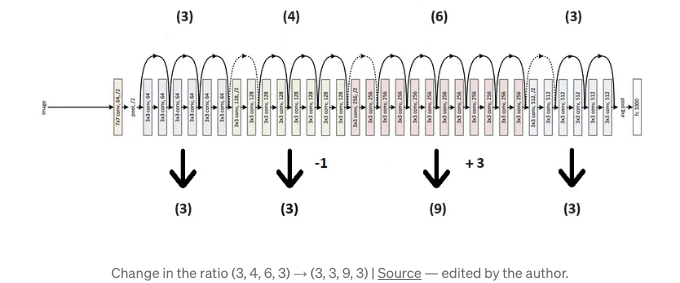 (3) (4) (6) (3)
image
7x7 conv, 64, /2
pool, /2
3x3 conv, 64
3x3 conv, 64
3x3 conv, 64
3x3 conv, 64
3x3 conv, 64
3x3 conv, 64
3x3 conv, 128, /2
3x3 conv, 128
3x3 conv, 128
3x3 conv, 128
3x3 conv, 128
3x3 conv, 128
3x3 conv, 128
3x3 conv, 128
3x3 conv, 256, /2
3x3 conv, 256
3x3 conv, 256
3x3 conv, 256
3x3 conv, 256
3x3 conv, 256
3x3 conv, 256
3x3 conv, 256
3x3 conv, 256
3x3 conv, 256
3x3 conv, 256
3x3 conv, 256
3x3 conv, 512, /2
3x3 conv, 512
3x3 conv, 512
3x3 conv, 512
3x3 conv, 512
3x3 conv, 512
avg pool
fc 1000
-1 + 3
(3) (3) (9) (3)
Change in the ratio (3, 4, 6, 3) → (3, 3, 9, 3) | Source — edited by the author.